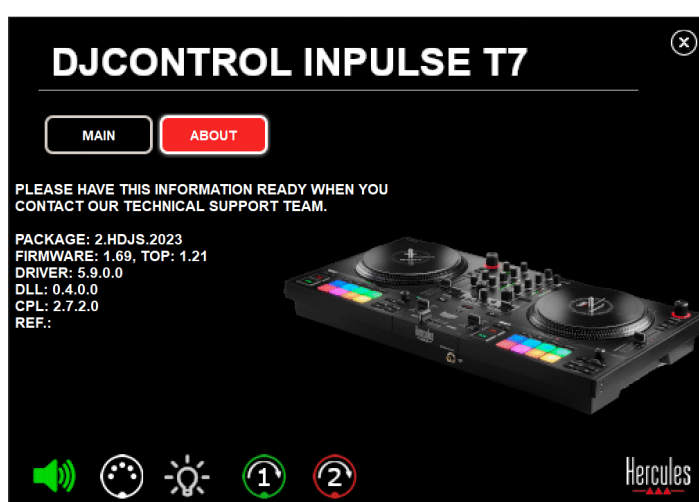 DJCONTROL INPULSE T7
MAIN
ABOUT
PLEASE HAVE THIS INFORMATION READY WHEN YOU
CONTACT OUR TECHNICAL SUPPORT TEAM.
PACKAGE: 2.HDJS.2023
FIRMWARE: 1.69, TOP: 1.21
DRIVER: 5.9.0.0
DLL: 0.4.0.0
CPL: 2.7.2.0
REF.:
1
2
Hercules